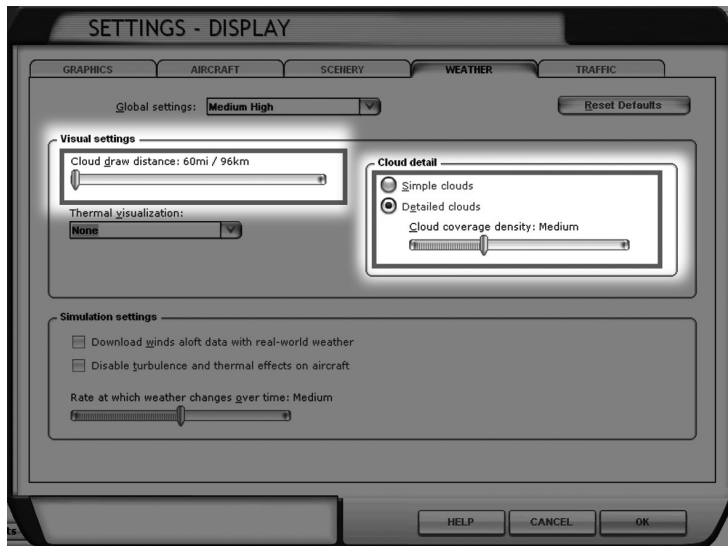 SETTINGS - DISPLAY
GRAPHICS AIRCRAFT SCENERY WEATHER TRAFFIC
Global settings: Medium High Reset Defaults
Visual settings
Cloud draw distance: 60mi / 96km
Thermal visualization:
None
Cloud detail
Simple clouds
Detailed clouds
Cloud coverage density: Medium
Simulation settings
Download winds aloft data with real-world weather
Disable turbulence and thermal effects on aircraft
Rate at which weather changes over time: Medium
ts
HELP CANCEL OK